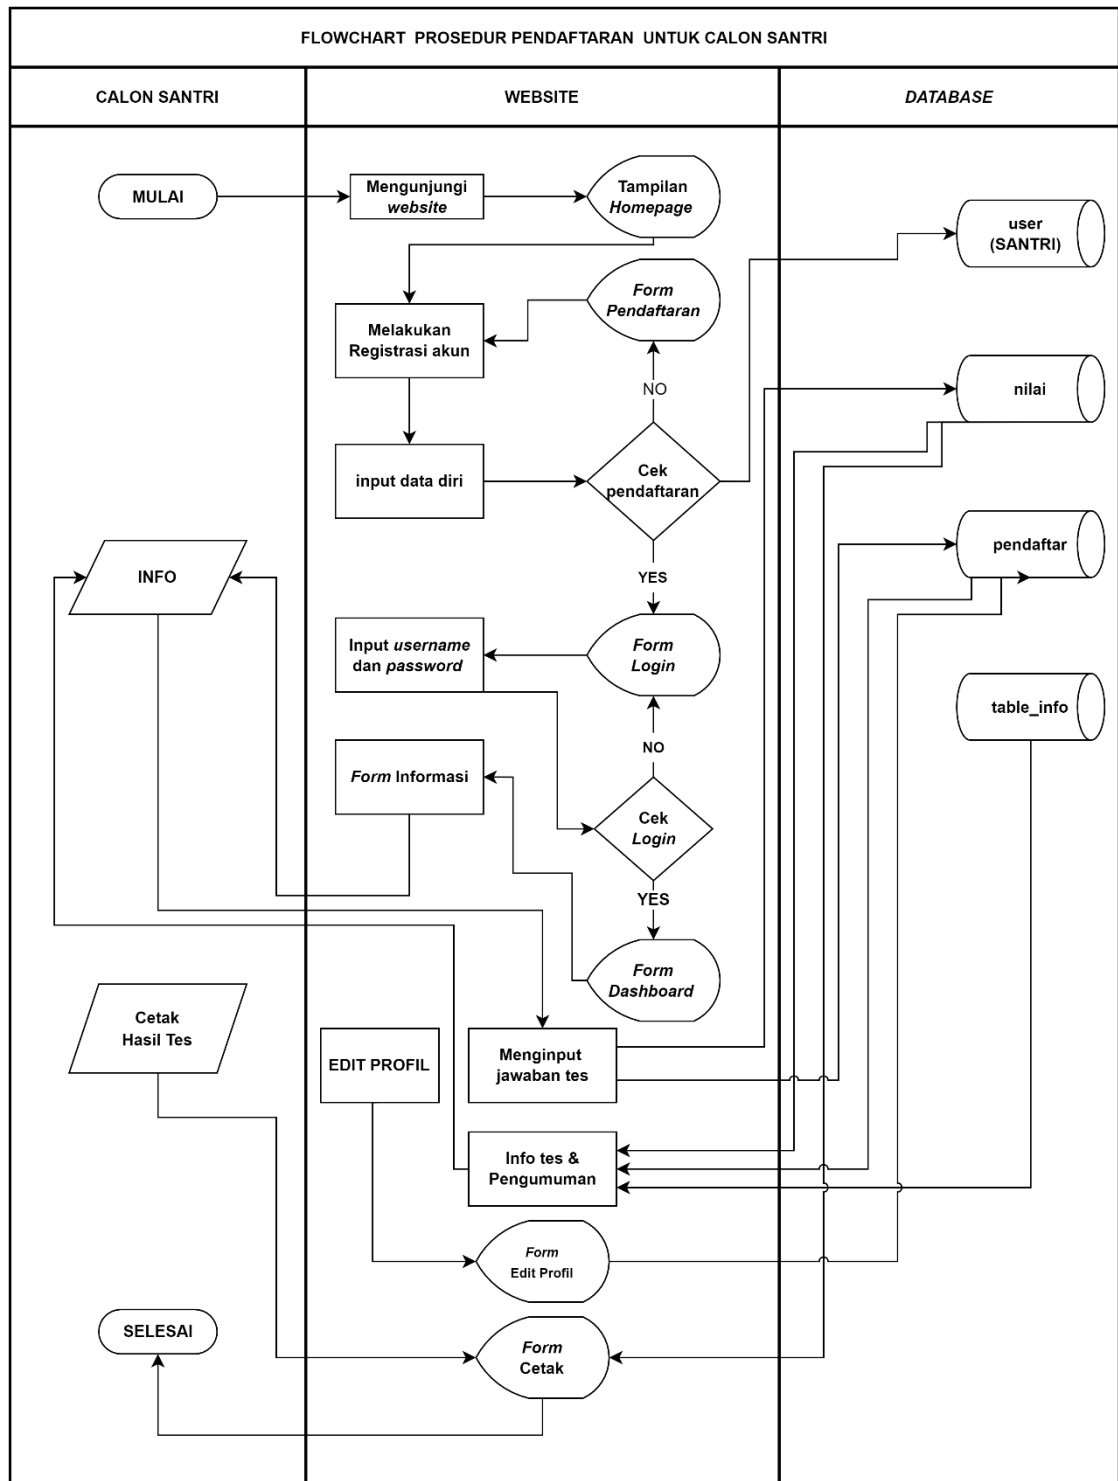 FLOWCHART PROSEDUR PENDAFTARAN UNTUK CALON SANTRI
CALON SANTRI
WEBSITE
DATABASE
MULAI
Mengunjungi
website
Tampilan
Homepage
user
(SANTRI)
Form
Pendaftaran
Melakukan
Registrasi akun
NO
nilai
input data diri
Cek
pendaftaran
pendaftar
INFO
YES
Input username
dan password
Form
Login
table_info
NO
Form Informasi
Cek
Login
YES
Form
Dashboard
Cetak
Hasil Tes
EDIT PROFIL
Menginput
jawaban tes
Info tes &
Pengumuman
Form
Edit Profil
SELESAI
Form
Cetak